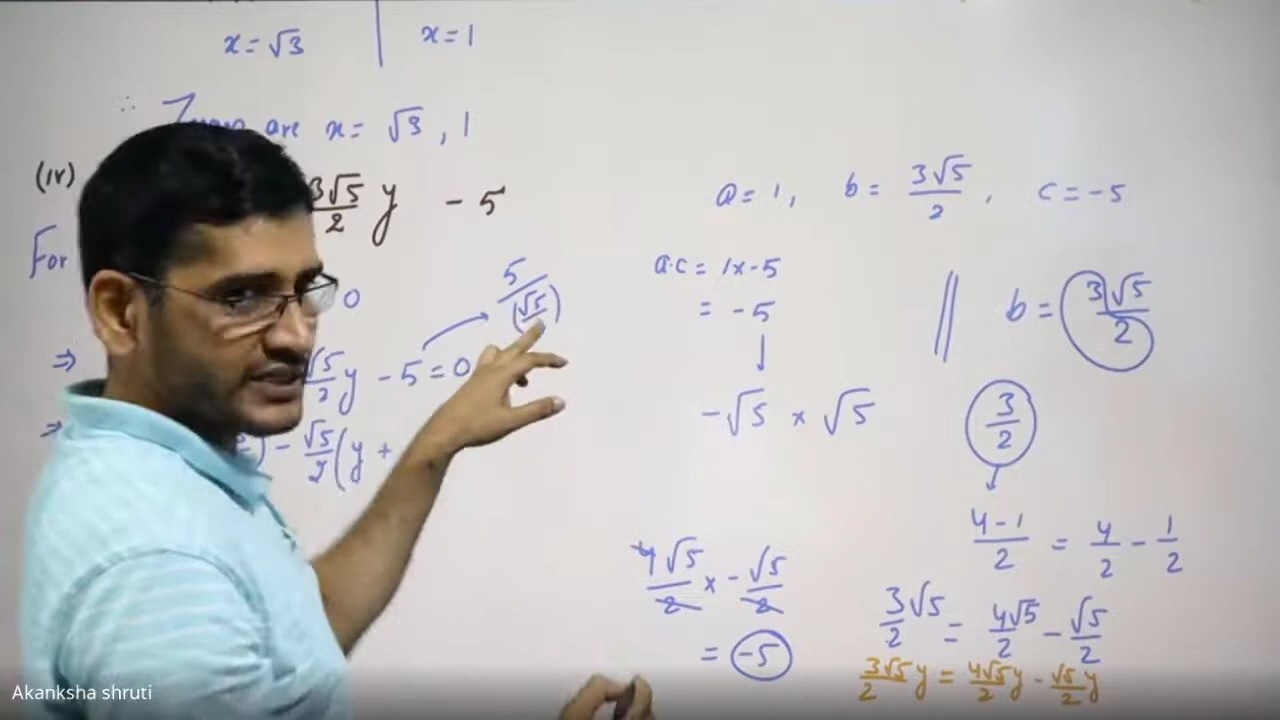 x = √3 | x = 1
∴ are x = √3 , 1
(iv) 3√5/2 y - 5
a = 1 , b = 3√5/2 , c = -5
For
0
5/(√5/
⇒ √5/2 y - 5 = 0
⇒ ) - √5/2 (y +
a·c = 1 x -5
= -5
↓
-√5 x √5
4√5/2 x -√5/2
= -5
b = 3√5/2
3/2
↓
4-1/2 = 4/2 - 1/2
3/2 √5 = 4√5/2 - √5/2
3√5/2 y = 4√5/2 y - √5/2 y
Akanksha shruti